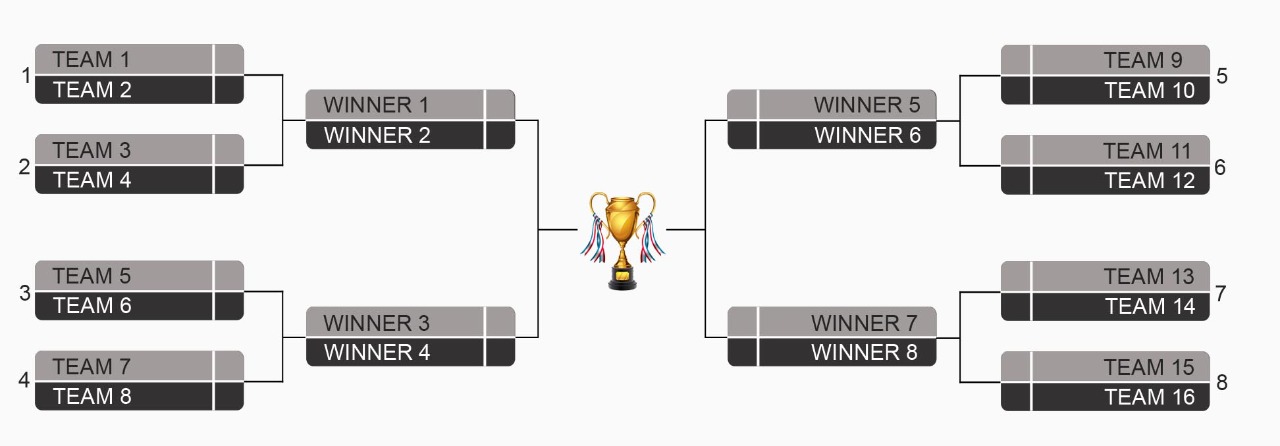 1
TEAM 1
TEAM 2
2
TEAM 3
TEAM 4
3
TEAM 5
TEAM 6
4
TEAM 7
TEAM 8
WINNER 1
WINNER 2
WINNER 3
WINNER 4
WINNER 5
WINNER 6
WINNER 7
WINNER 8
TEAM 9
TEAM 10
5
TEAM 11
TEAM 12
6
TEAM 13
TEAM 14
7
TEAM 15
TEAM 16
8